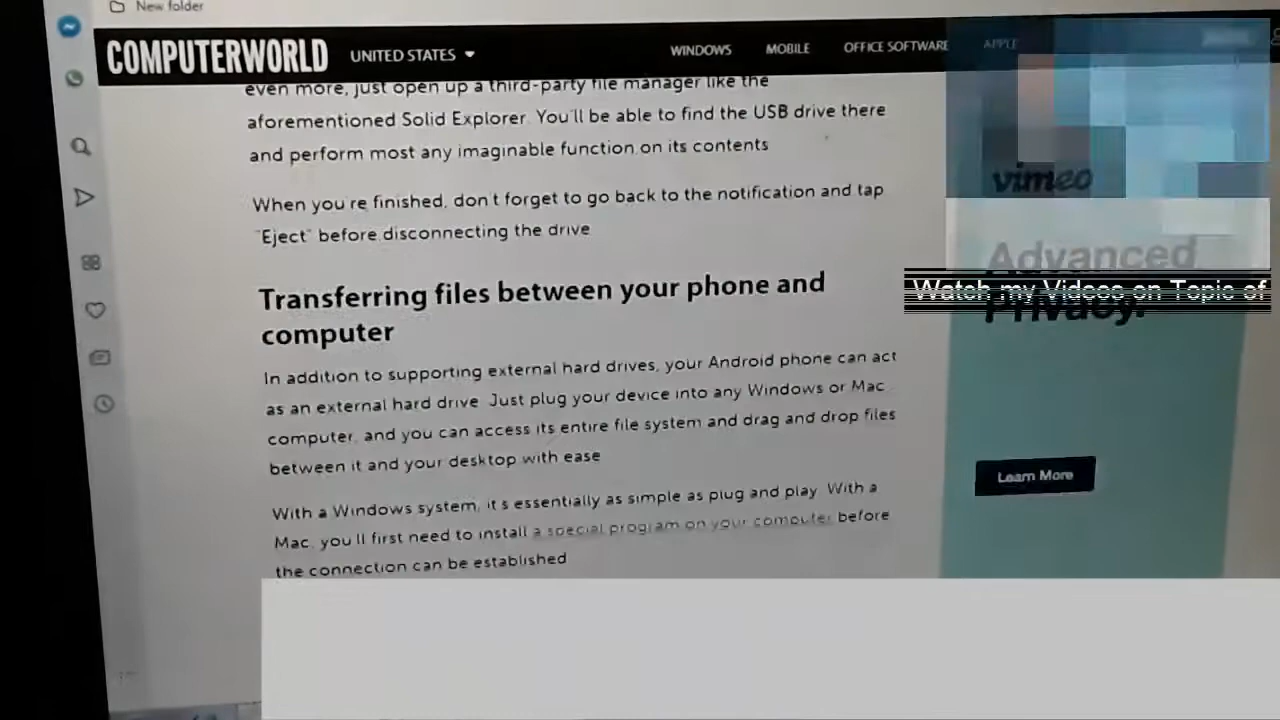 New folder
COMPUTERWORLD UNITED STATES WINDOWS MOBILE OFFICE SOFTWARE APPLE
even more, just open up a third-party file manager like the
aforementioned Solid Explorer. You'll be able to find the USB drive there
and perform most any imaginable function on its contents
When you're finished, don't forget to go back to the notification and tap
"Eject" before disconnecting the drive
Transferring files between your phone and
computer
In addition to supporting external hard drives, your Android phone can act
as an external hard drive. Just plug your device into any Windows or Mac
computer, and you can access its entire file system and drag and drop files
between it and your desktop with ease
With a Windows system, it's essentially as simple as plug and play. With a
Mac, you'll first need to install a special program on your computer before
the connection can be established
vimeo
Advanced
Privacy.
Watch my Videos on Topic of
Learn More